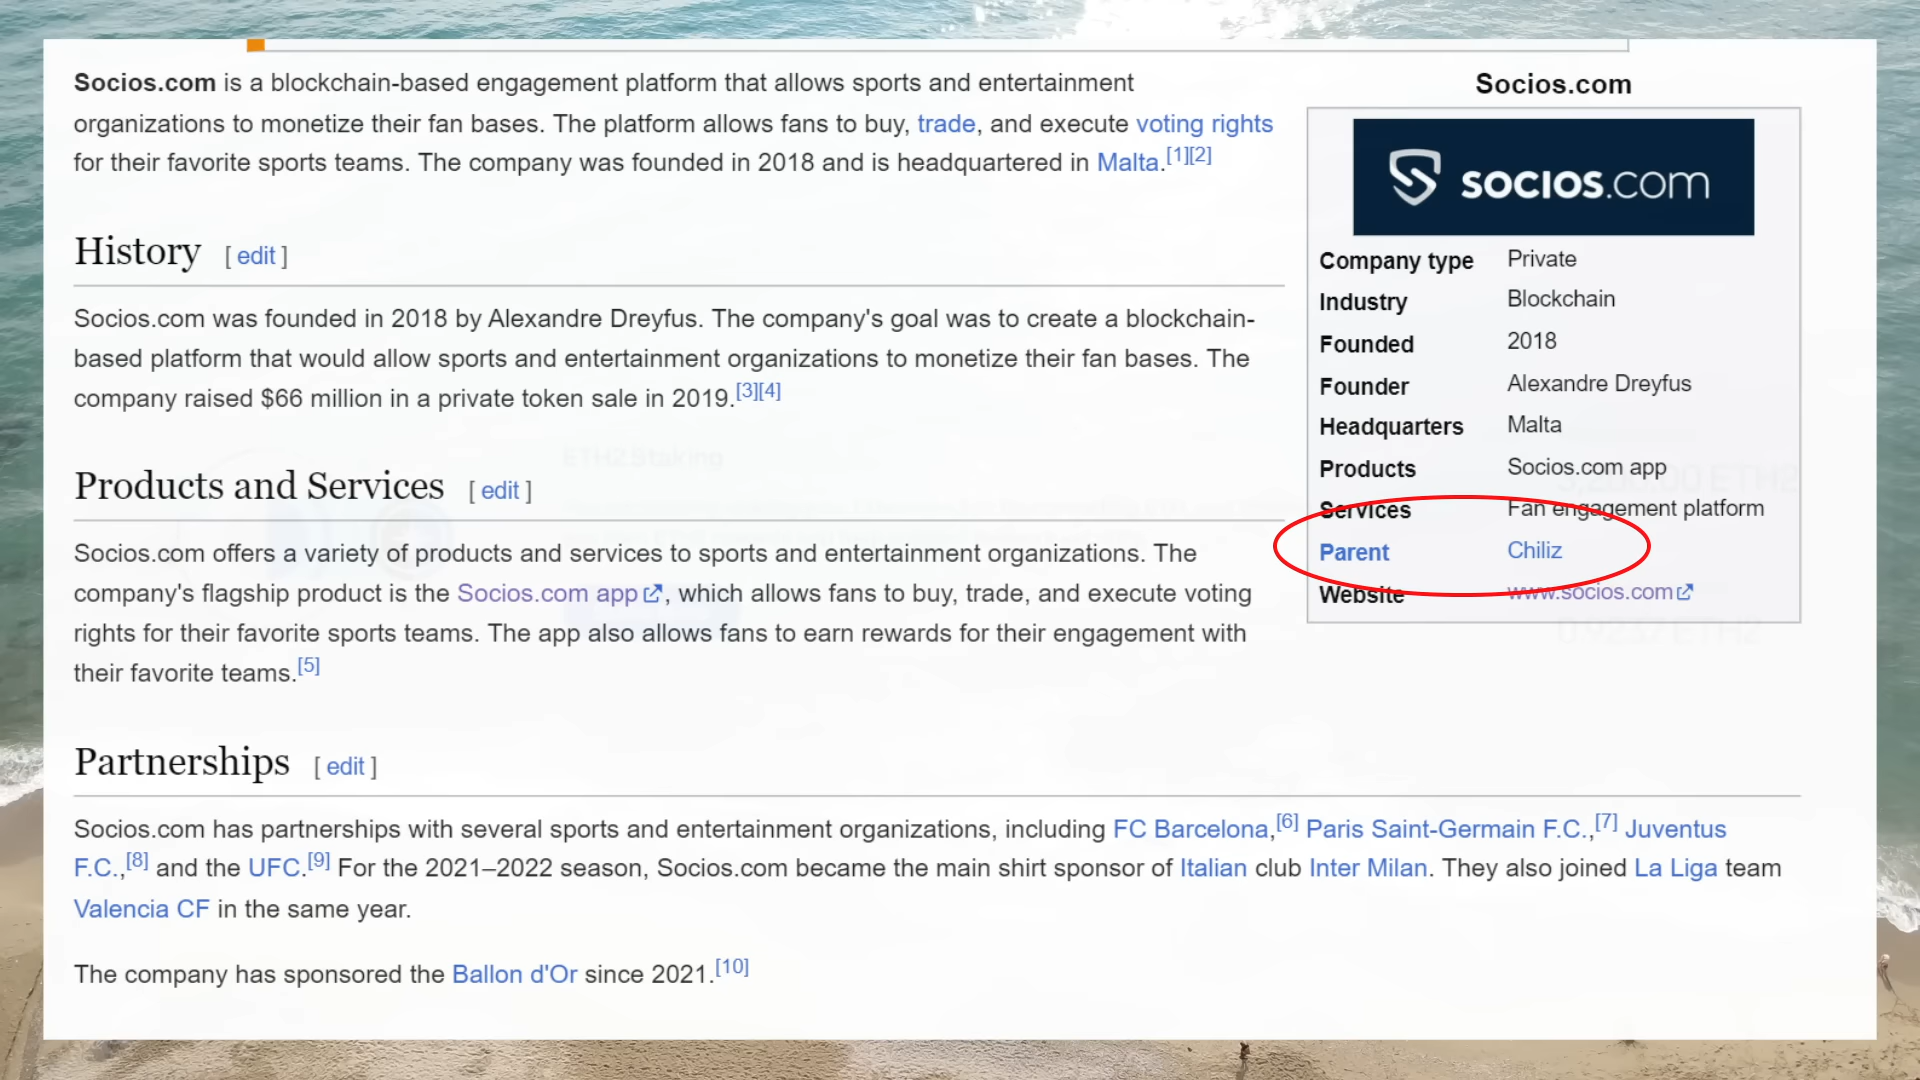 Socios.com is a blockchain-based engagement platform that allows sports and entertainment
organizations to monetize their fan bases. The platform allows fans to buy, trade, and execute voting rights
for their favorite sports teams. The company was founded in 2018 and is headquartered in Malta.[1][2]
History [ edit ]
Socios.com was founded in 2018 by Alexandre Dreyfus. The company's goal was to create a blockchain-
based platform that would allow sports and entertainment organizations to monetize their fan bases. The
company raised $66 million in a private token sale in 2019.[3][4]
ETH2 Staking
Products and Services [ edit ]
Socios.com offers a variety of products and services to sports and entertainment organizations. The
company's flagship product is the Socios.com app, which allows fans to buy, trade, and execute voting
rights for their favorite sports teams. The app also allows fans to earn rewards for their engagement with
their favorite teams.[5]
Socios.com
socios.com
Company type Private
Industry Blockchain
Founded 2018
Founder Alexandre Dreyfus
Headquarters Malta
Products Socios.com app
Services Fan engagement platform
Parent Chiliz
Website www.socios.com
Partnerships [ edit ]
Socios.com has partnerships with several sports and entertainment organizations, including FC Barcelona,[6] Paris Saint-Germain F.C.,[7] Juventus
F.C.,[8] and the UFC.[9] For the 2021–2022 season, Socios.com became the main shirt sponsor of Italian club Inter Milan. They also joined La Liga team
Valencia CF in the same year.
The company has sponsored the Ballon d'Or since 2021.[10]